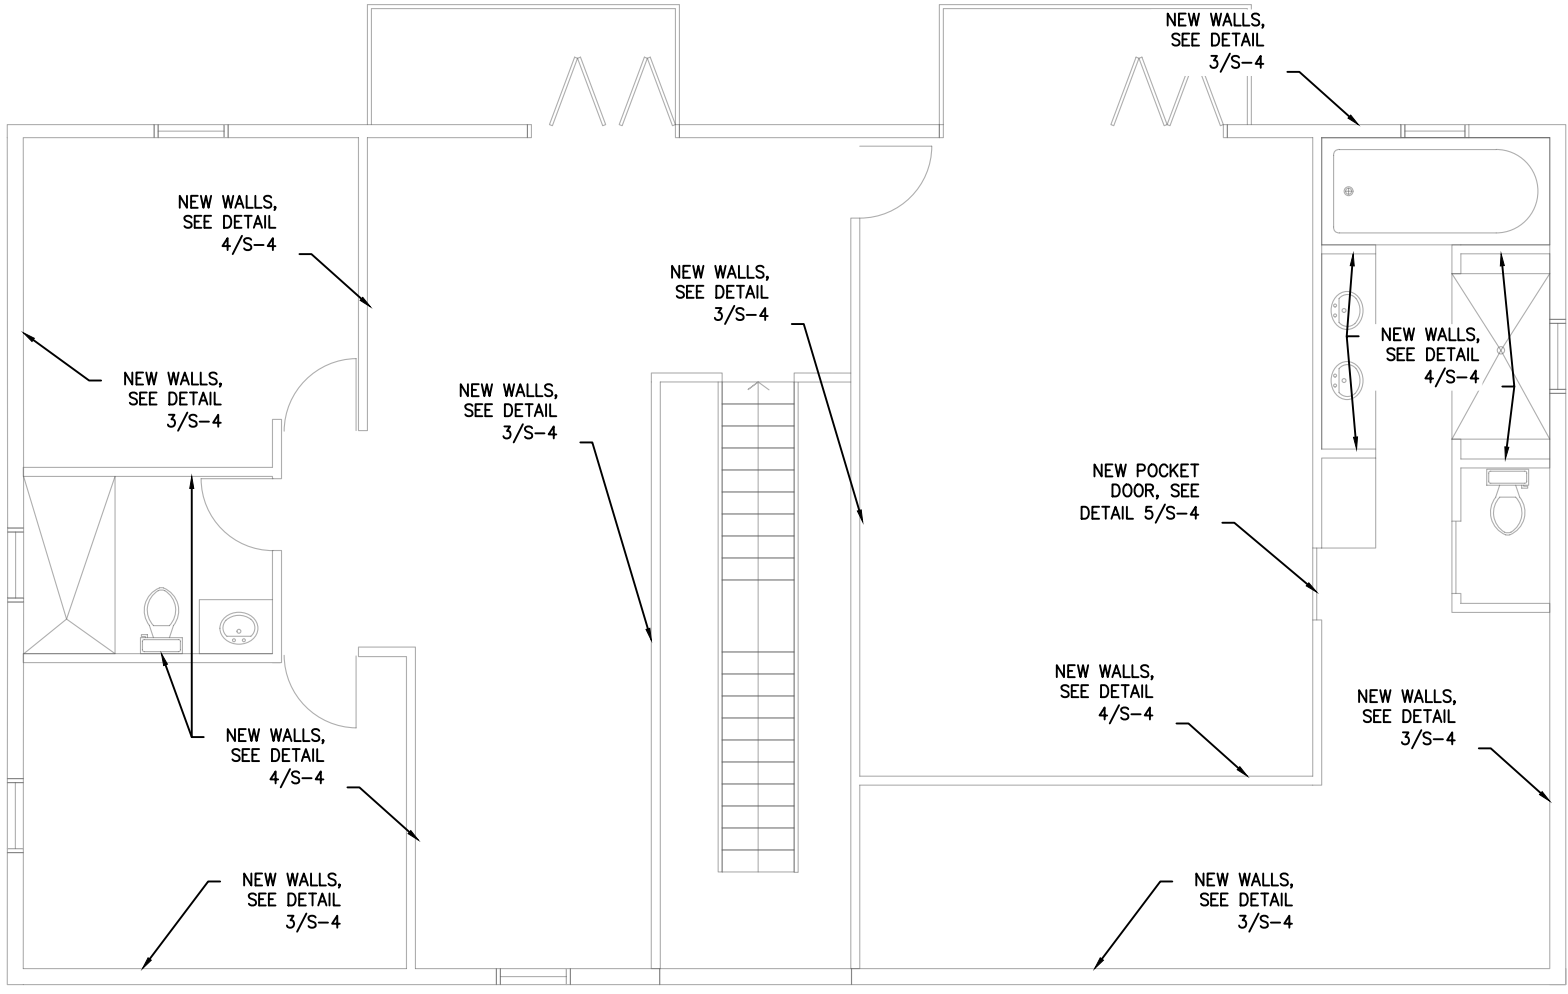 NEW WALLS,
SEE DETAIL
3/S-4
NEW WALLS,
SEE DETAIL
4/S-4
NEW WALLS,
SEE DETAIL
3/S-4
NEW WALLS,
SEE DETAIL
4/S-4
NEW WALLS,
SEE DETAIL
3/S-4
NEW WALLS,
SEE DETAIL
3/S-4
NEW POCKET
DOOR, SEE
DETAIL 5/S-4
NEW WALLS,
SEE DETAIL
4/S-4
NEW WALLS,
SEE DETAIL
3/S-4
NEW WALLS,
SEE DETAIL
4/S-4
NEW WALLS,
SEE DETAIL
3/S-4
NEW WALLS,
SEE DETAIL
3/S-4